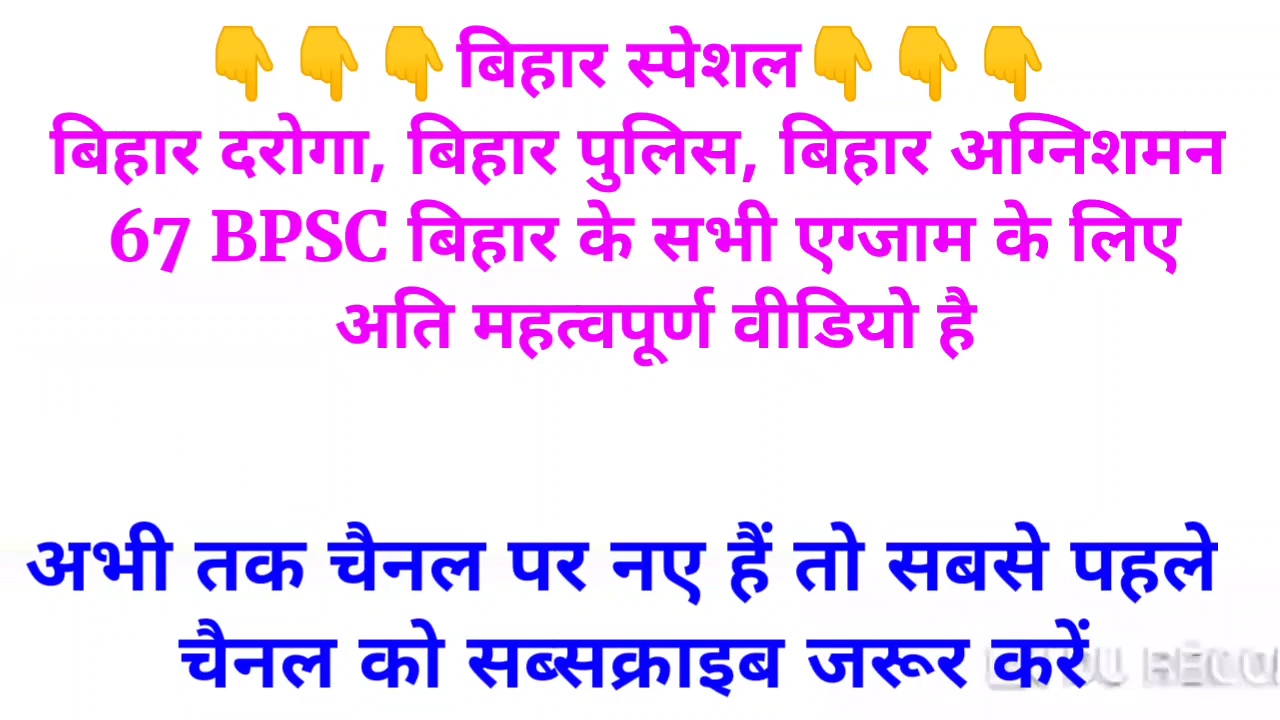 👇👇👇बिहार स्पेशल👇👇👇
बिहार दरोगा, बिहार पुलिस, बिहार अग्निशमन
67 BPSC बिहार के सभी एग्जाम के लिए
अति महत्वपूर्ण वीडियो है
अभी तक चैनल पर नए हैं तो सबसे पहले
चैनल को सब्सक्राइब जरूर करें